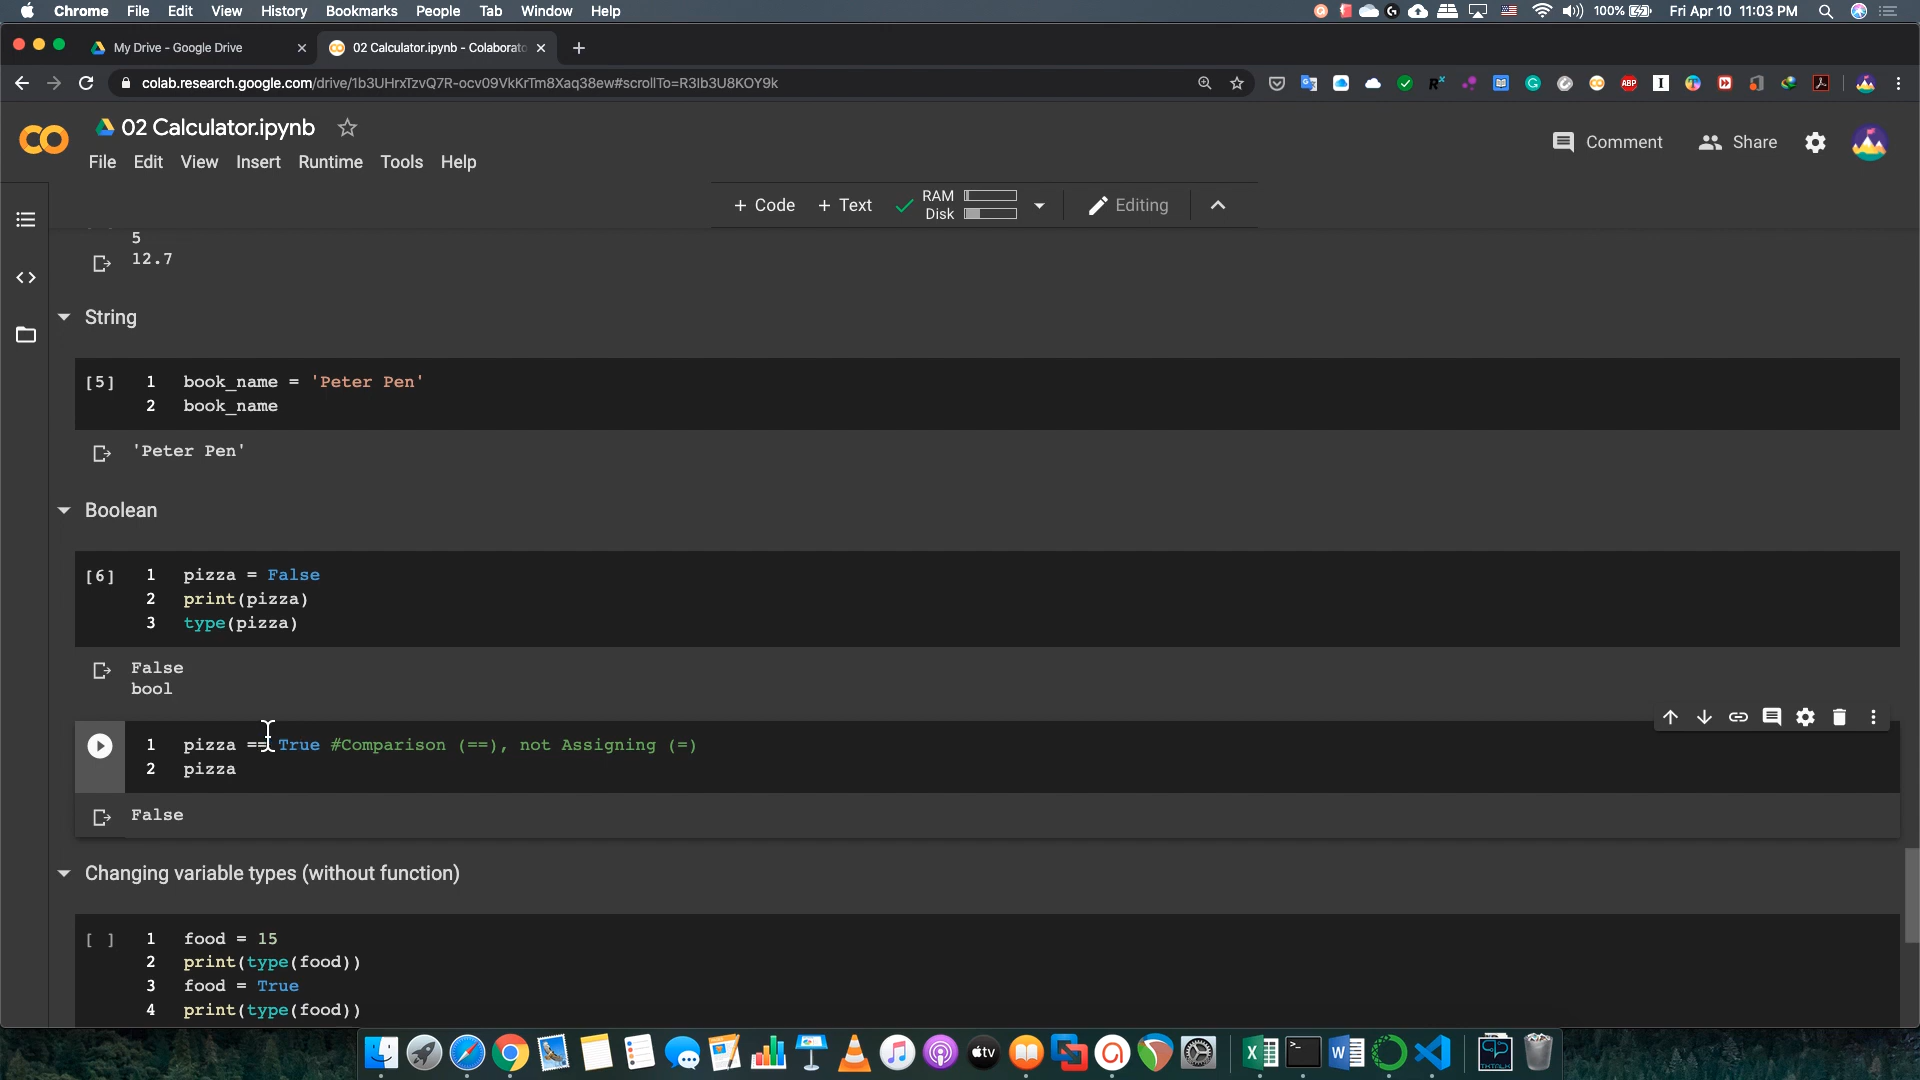 Chrome File Edit View History Bookmarks People Tab Window Help 100% Fri Apr 10 11:03 PM
My Drive - Google Drive 02 Calculator.ipynb - Colaborato
colab.research.google.com/drive/1b3UHrxTzvQ7R-ocv09VkKrTm8Xaq38ew#scrollTo=R3Ib3U8KOY9k
ABP
02 Calculator.ipynb
Comment Share
File Edit View Insert Runtime Tools Help
+ Code + Text RAM Disk Editing
5
12.7
String
[5] 1 book_name = 'Peter Pen'
2 book_name
'Peter Pen'
Boolean
[6] 1 pizza = False
2 print(pizza)
3 type(pizza)
False
bool
1 pizza == True #Comparison (==), not Assigning (=)
2 pizza
False
Changing variable types (without function)
[ ] 1 food = 15
2 print(type(food))
3 food = True
4 print(type(food))
tv